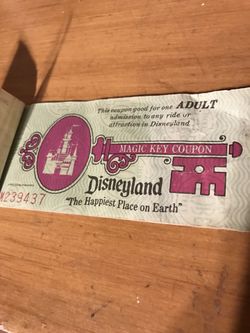 This coupon good for one ADULT
admission to any ride or
attraction in Disneyland
MAGIC KEY COUPON
Disneyland
"The Happiest Place on Earth"
239437